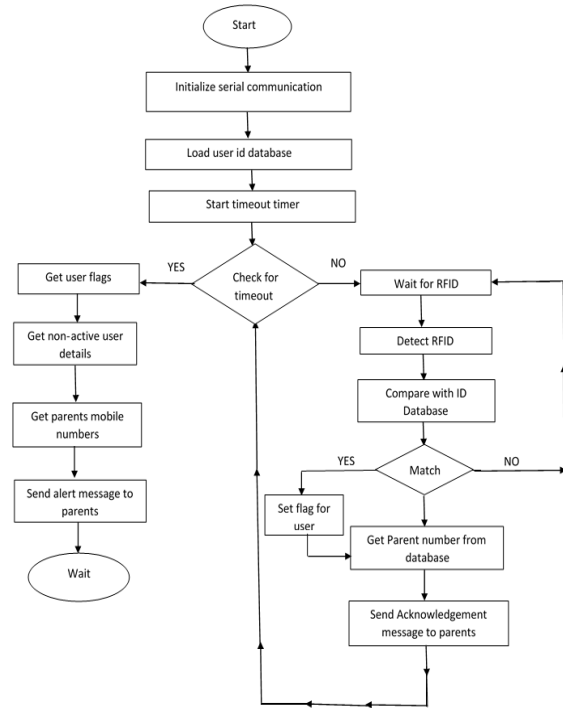 Start
Initialize serial communication
Load user id database
Start timeout timer
Check for
timeout
YES
NO
Get user flags
Get non-active user
details
Get parents mobile
numbers
Send alert message to
parents
Wait
Wait for RFID
Detect RFID
Compare with ID
Database
Match
YES
NO
Set flag for
user
Get Parent number from
database
Send Acknowledgement
message to parents